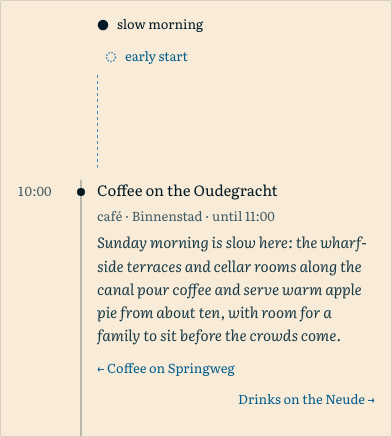 slow morning
early start
10:00
Coffee on the Oudegracht
café · Binnenstad · until 11:00
Sunday morning is slow here: the wharf-
side terraces and cellar rooms along the
canal pour coffee and serve warm apple
pie from about ten, with room for a
family to sit before the crowds come.
← Coffee on Springweg
Drinks on the Neude →